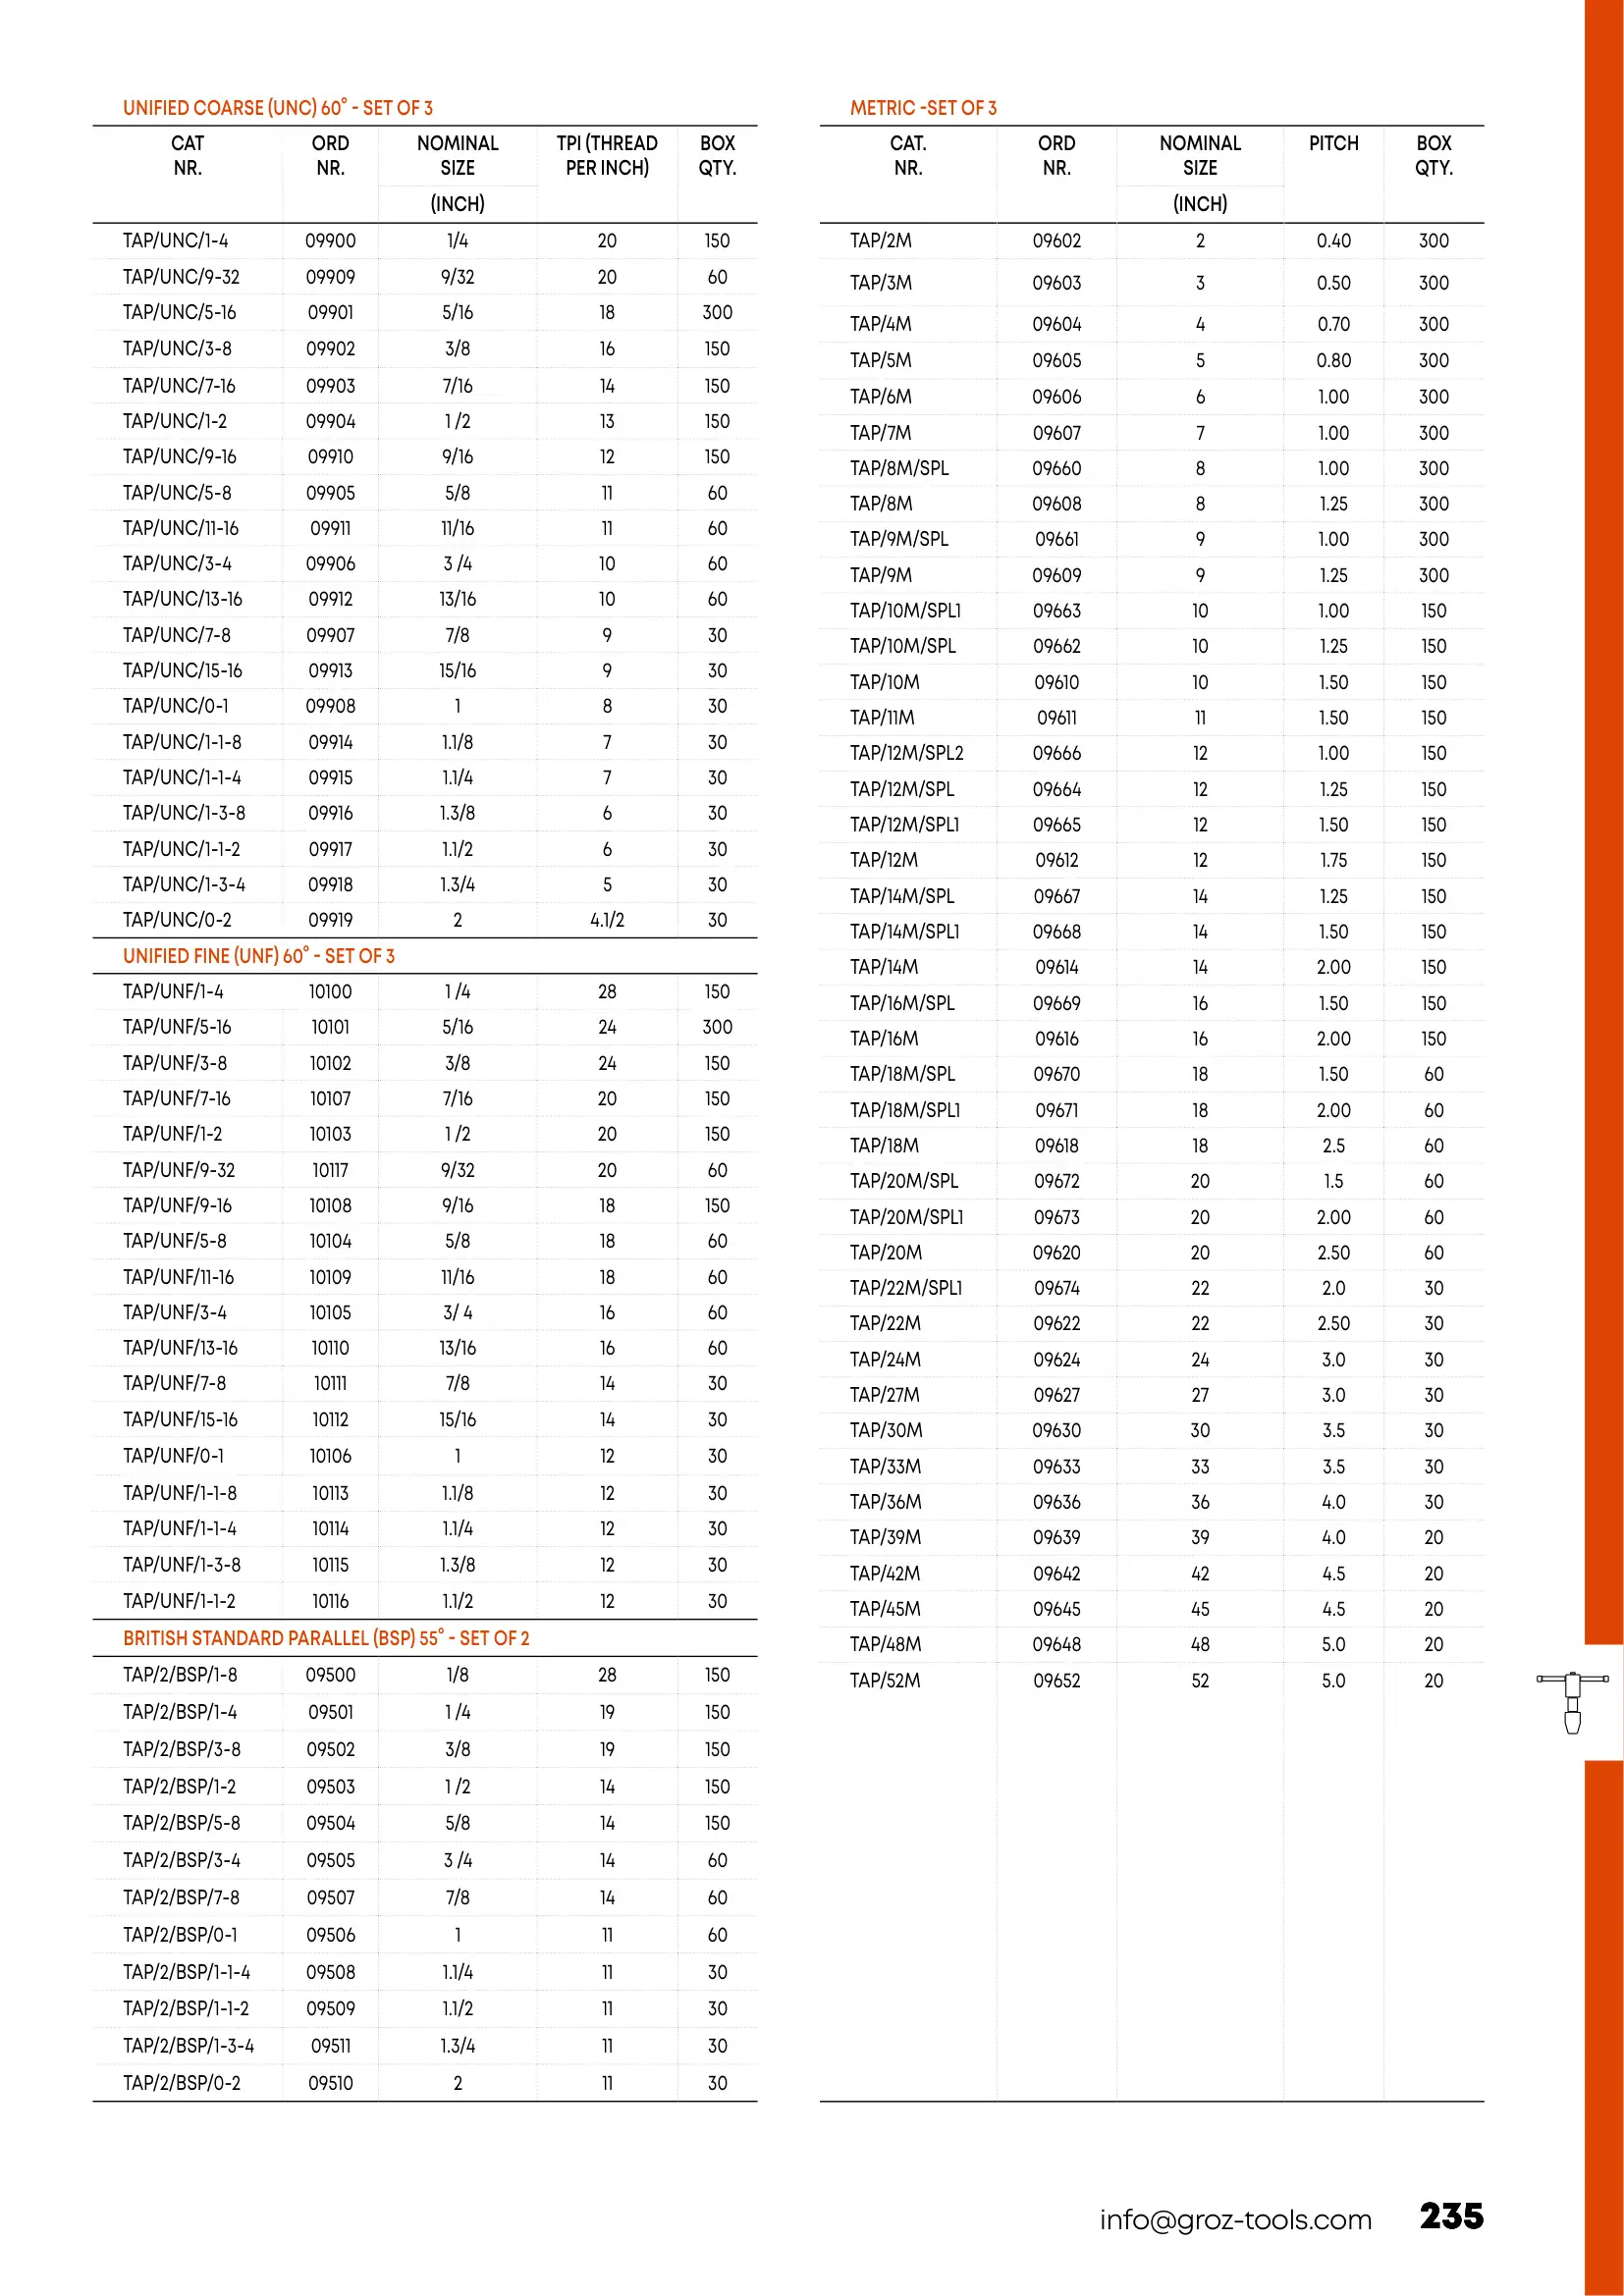 UNIFIED COARSE (UNC) 60° - SET OF 3
CAT NR. ORD NR. NOMINAL SIZE TPI (THREAD PER INCH) BOX QTY.
(INCH)
TAP/UNC/1-4 09900 1/4 20 150
TAP/UNC/9-32 09909 9/32 20 60
TAP/UNC/5-16 09901 5/16 18 300
TAP/UNC/3-8 09902 3/8 16 150
TAP/UNC/7-16 09903 7/16 14 150
TAP/UNC/1-2 09904 1 /2 13 150
TAP/UNC/9-16 09910 9/16 12 150
TAP/UNC/5-8 09905 5/8 11 60
TAP/UNC/11-16 09911 11/16 11 60
TAP/UNC/3-4 09906 3 /4 10 60
TAP/UNC/13-16 09912 13/16 10 60
TAP/UNC/7-8 09907 7/8 9 30
TAP/UNC/15-16 09913 15/16 9 30
TAP/UNC/0-1 09908 1 8 30
TAP/UNC/1-1-8 09914 1.1/8 7 30
TAP/UNC/1-1-4 09915 1.1/4 7 30
TAP/UNC/1-3-8 09916 1.3/8 6 30
TAP/UNC/1-1-2 09917 1.1/2 6 30
TAP/UNC/1-3-4 09918 1.3/4 5 30
TAP/UNC/0-2 09919 2 4.1/2 30
UNIFIED FINE (UNF) 60° - SET OF 3
TAP/UNF/1-4 10100 1 /4 28 150
TAP/UNF/5-16 10101 5/16 24 300
TAP/UNF/3-8 10102 3/8 24 150
TAP/UNF/7-16 10107 7/16 20 150
TAP/UNF/1-2 10103 1 /2 20 150
TAP/UNF/9-32 10117 9/32 20 60
TAP/UNF/9-16 10108 9/16 18 150
TAP/UNF/5-8 10104 5/8 18 60
TAP/UNF/11-16 10109 11/16 18 60
TAP/UNF/3-4 10105 3/ 4 16 60
TAP/UNF/13-16 10110 13/16 16 60
TAP/UNF/7-8 10111 7/8 14 30
TAP/UNF/15-16 10112 15/16 14 30
TAP/UNF/0-1 10106 1 12 30
TAP/UNF/1-1-8 10113 1.1/8 12 30
TAP/UNF/1-1-4 10114 1.1/4 12 30
TAP/UNF/1-3-8 10115 1.3/8 12 30
TAP/UNF/1-1-2 10116 1.1/2 12 30
BRITISH STANDARD PARALLEL (BSP) 55° - SET OF 2
TAP/2/BSP/1-8 09500 1/8 28 150
TAP/2/BSP/1-4 09501 1 /4 19 150
TAP/2/BSP/3-8 09502 3/8 19 150
TAP/2/BSP/1-2 09503 1 /2 14 150
TAP/2/BSP/5-8 09504 5/8 14 150
TAP/2/BSP/3-4 09505 3 /4 14 60
TAP/2/BSP/7-8 09507 7/8 14 60
TAP/2/BSP/0-1 09506 1 11 60
TAP/2/BSP/1-1-4 09508 1.1/4 11 30
TAP/2/BSP/1-1-2 09509 1.1/2 11 30
TAP/2/BSP/1-3-4 09511 1.3/4 11 30
TAP/2/BSP/0-2 09510 2 11 30
METRIC -SET OF 3
CAT. NR. ORD NR. NOMINAL SIZE PITCH BOX QTY.
(INCH)
TAP/2M 09602 2 0.40 300
TAP/3M 09603 3 0.50 300
TAP/4M 09604 4 0.70 300
TAP/5M 09605 5 0.80 300
TAP/6M 09606 6 1.00 300
TAP/7M 09607 7 1.00 300
TAP/8M/SPL 09660 8 1.00 300
TAP/8M 09608 8 1.25 300
TAP/9M/SPL 09661 9 1.00 300
TAP/9M 09609 9 1.25 300
TAP/10M/SPL1 09663 10 1.00 150
TAP/10M/SPL 09662 10 1.25 150
TAP/10M 09610 10 1.50 150
TAP/11M 09611 11 1.50 150
TAP/12M/SPL2 09666 12 1.00 150
TAP/12M/SPL 09664 12 1.25 150
TAP/12M/SPL1 09665 12 1.50 150
TAP/12M 09612 12 1.75 150
TAP/14M/SPL 09667 14 1.25 150
TAP/14M/SPL1 09668 14 1.50 150
TAP/14M 09614 14 2.00 150
TAP/16M/SPL 09669 16 1.50 150
TAP/16M 09616 16 2.00 150
TAP/18M/SPL 09670 18 1.50 60
TAP/18M/SPL1 09671 18 2.00 60
TAP/18M 09618 18 2.5 60
TAP/20M/SPL 09672 20 1.5 60
TAP/20M/SPL1 09673 20 2.00 60
TAP/20M 09620 20 2.50 60
TAP/22M/SPL1 09674 22 2.0 30
TAP/22M 09622 22 2.50 30
TAP/24M 09624 24 3.0 30
TAP/27M 09627 27 3.0 30
TAP/30M 09630 30 3.5 30
TAP/33M 09633 33 3.5 30
TAP/36M 09636 36 4.0 30
TAP/39M 09639 39 4.0 20
TAP/42M 09642 42 4.5 20
TAP/45M 09645 45 4.5 20
TAP/48M 09648 48 5.0 20
TAP/52M 09652 52 5.0 20
info@groz-tools.com 235